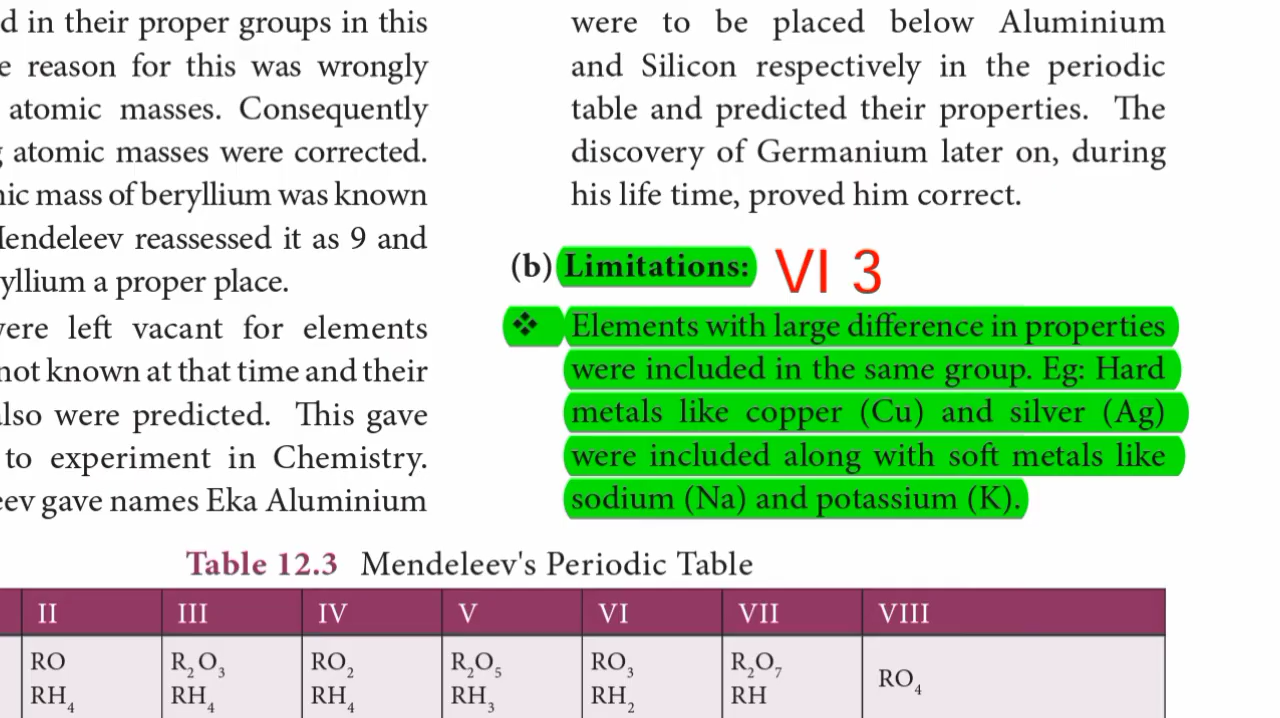 d in their proper groups in this
e reason for this was wrongly
atomic masses. Consequently
g atomic masses were corrected.
nic mass of beryllium was known
Mendeleev reassessed it as 9 and
yllium a proper place.
were left vacant for elements
not known at that time and their
also were predicted. This gave
to experiment in Chemistry.
eev gave names Eka Aluminium
were to be placed below Aluminium
and Silicon respectively in the periodic
table and predicted their properties. The
discovery of Germanium later on, during
his life time, proved him correct.
(b) Limitations: VI 3
❖ Elements with large difference in properties
were included in the same group. Eg: Hard
metals like copper (Cu) and silver (Ag)
were included along with soft metals like
sodium (Na) and potassium (K).
Table 12.3 Mendeleev's Periodic Table
II III IV V VI VII VIII
RO R₂O₃ RO₂ R₂O₅ RO₃ R₂O₇ RO₄
RH₄ RH₄ RH₄ RH₃ RH₂ RH